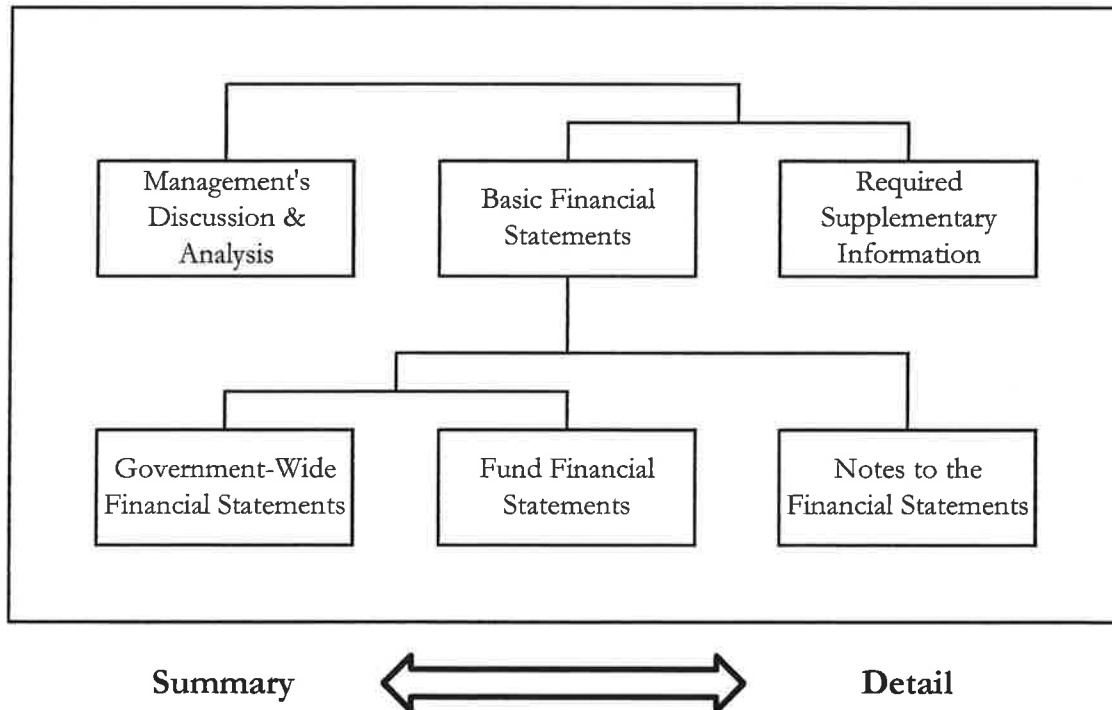 Management's
Discussion &
Analysis
Basic Financial
Statements
Required
Supplementary
Information
Government-Wide
Financial Statements
Fund Financial
Statements
Notes to the
Financial Statements
Summary
Detail